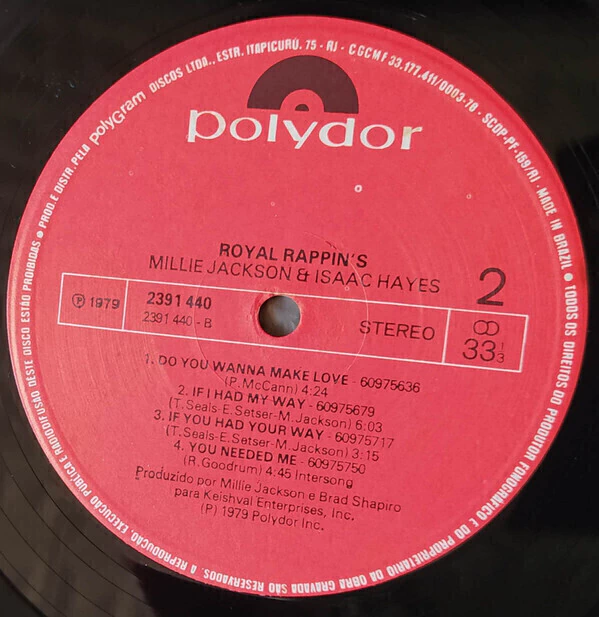 PROD.E DISTR.PELA polyGram DISCOS LTDA., ESTR. ITAPICURÚ. 75 - RJ - CGCMF 33.177.411/0003-70 - SCDP-PF-159/RJ - MADE IN BRAZIL ● TODOS OS DIREITOS DO PRODUTOR FONOGRÁFICO E DO PROPRIETÁRIO DA OBRA GRAVADA SÃO RESERVADOS. A REPRODUÇÃO, EXECUÇÃO PÚBLICA E RADIODIFUSÃO DESTE DISCO ESTÃO PROIBIDAS ●
polydor
ROYAL RAPPIN'S
MILLIE JACKSON & ISAAC HAYES
2
℗ 1979
2391 440
2391 440 - B
STEREO
33 1/3
1. DO YOU WANNA MAKE LOVE - 60975636
(P. McCann) 4:24
2. IF I HAD MY WAY - 60975679
(T. Seals-E. Setser-M. Jackson) 6:03
3. IF YOU HAD YOUR WAY - 60975717
(T. Seals-E. Setser-M. Jackson) 3:15
4. YOU NEEDED ME - 60975750
(R. Goodrum) 4:45 Intersong
Produzido por Millie Jackson e Brad Shapiro
para Keishval Enterprises, Inc.
(P) 1979 Polydor Inc.